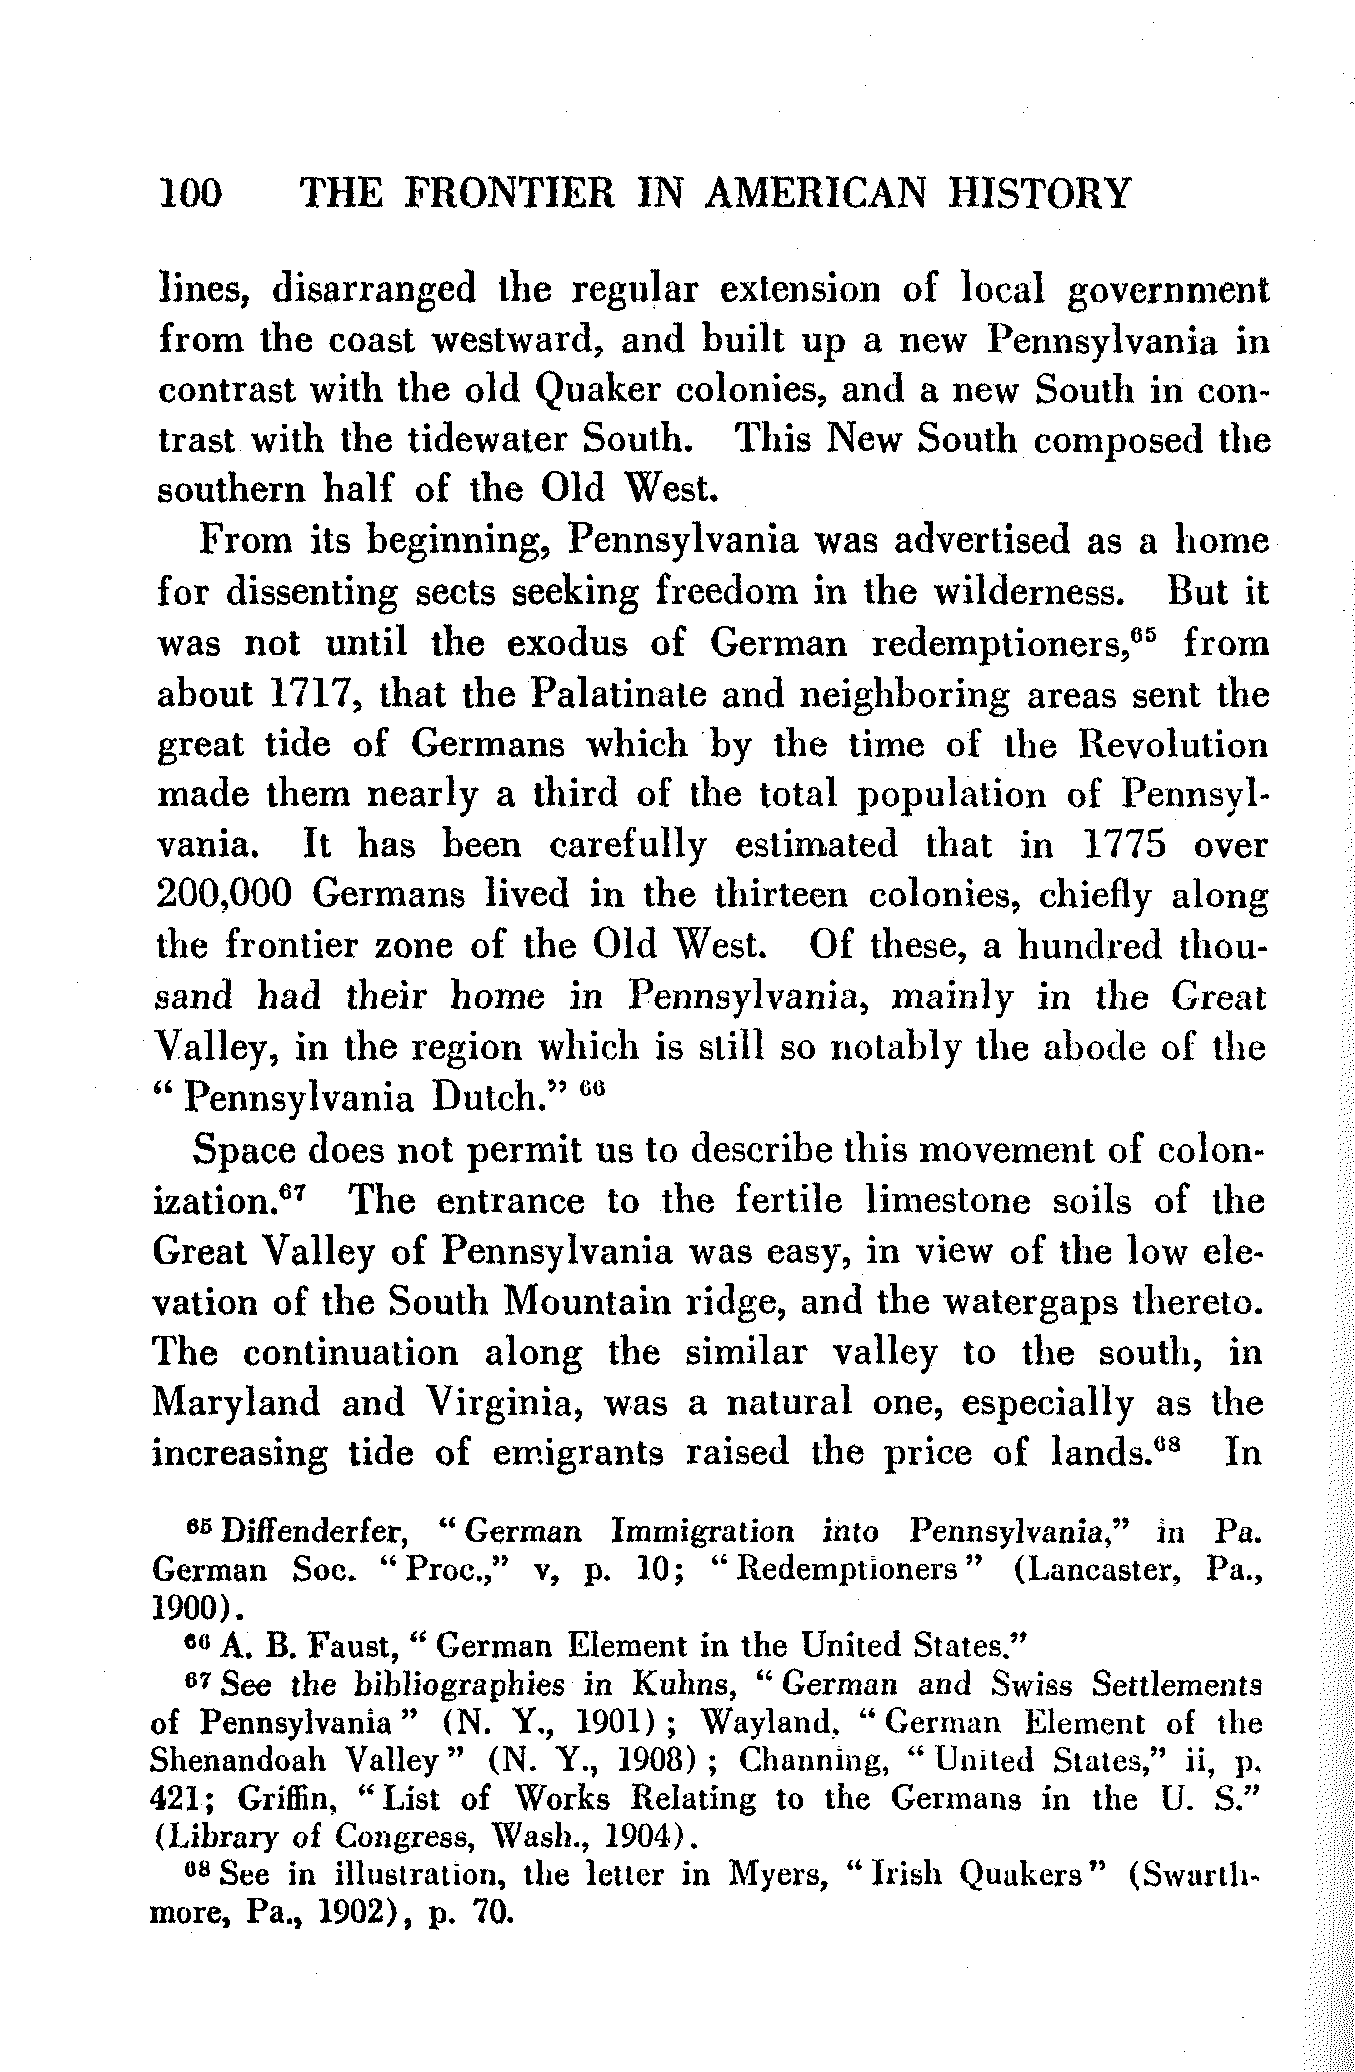 100 THE FRONTIER IN AMERICAN HISTORY
lines, disarranged the regular extension of local government
from the coast westward, and built up a new Pennsylvania in
contrast with the old Quaker colonies, and a new South in con-
trast with the tidewater South. This New South composed the
southern half of the Old West.
From its beginning, Pennsylvania was advertised as a home
for dissenting sects seeking freedom in the wilderness. But it
was not until the exodus of German redemptioners,⁶⁵ from
about 1717, that the Palatinate and neighboring areas sent the
great tide of Germans which by the time of the Revolution
made them nearly a third of the total population of Pennsyl-
vania. It has been carefully estimated that in 1775 over
200,000 Germans lived in the thirteen colonies, chiefly along
the frontier zone of the Old West. Of these, a hundred thou-
sand had their home in Pennsylvania, mainly in the Great
Valley, in the region which is still so notably the abode of the
" Pennsylvania Dutch." ⁶⁶
Space does not permit us to describe this movement of colon-
ization.⁶⁷ The entrance to the fertile limestone soils of the
Great Valley of Pennsylvania was easy, in view of the low ele-
vation of the South Mountain ridge, and the watergaps thereto.
The continuation along the similar valley to the south, in
Maryland and Virginia, was a natural one, especially as the
increasing tide of emigrants raised the price of lands.⁶⁸ In
⁶⁵ Diffenderfer, " German Immigration into Pennsylvania," in Pa.
German Soc. " Proc.," v, p. 10; " Redemptioners " (Lancaster, Pa.,
1900).
⁶⁶ A. B. Faust, " German Element in the United States."
⁶⁷ See the bibliographies in Kuhns, " German and Swiss Settlements
of Pennsylvania " (N. Y., 1901) ; Wayland, " German Element of the
Shenandoah Valley " (N. Y., 1908) ; Channing, " United States," ii, p.
421; Griffin, " List of Works Relating to the Germans in the U. S."
(Library of Congress, Wash., 1904).
⁶⁸ See in illustration, the letter in Myers, " Irish Quakers " (Swarth-
more, Pa., 1902), p. 70.